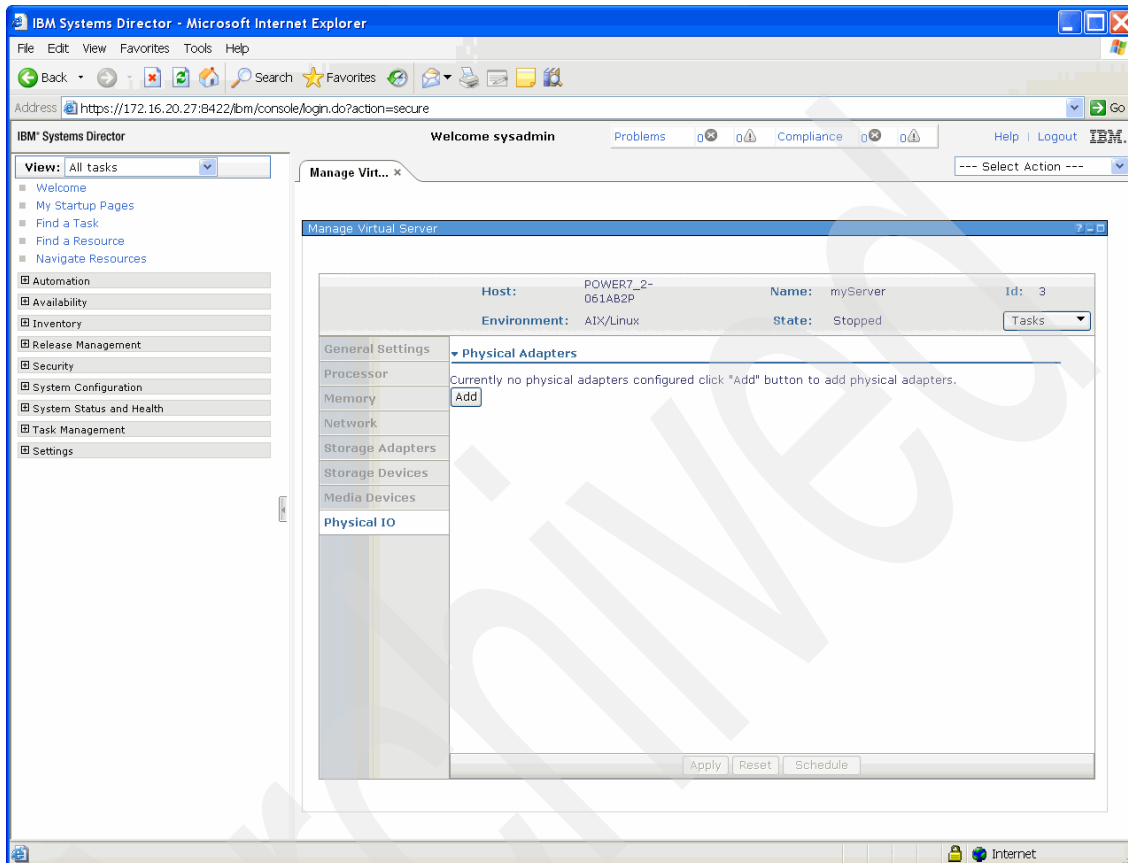 IBM Systems Director - Microsoft Internet Explorer
File Edit View Favorites Tools Help
Back Search Favorites
Address https://172.16.20.27:8422/ibm/console/login.do?action=secure Go
IBM® Systems Director Welcome sysadmin Problems 0 0 Compliance 0 0 Help | Logout IBM.
View: All tasks
Manage Virt... × --- Select Action ---
Welcome
My Startup Pages
Find a Task
Find a Resource
Navigate Resources
Automation
Availability
Inventory
Release Management
Security
System Configuration
System Status and Health
Task Management
Settings
Manage Virtual Server ? – □
Host: POWER7_2-
061AB2P
Name: myServer Id: 3
Environment: AIX/Linux State: Stopped Tasks
General Settings
Processor
Memory
Network
Storage Adapters
Storage Devices
Media Devices
Physical IO
Physical Adapters
Currently no physical adapters configured click "Add" button to add physical adapters.
Add
Apply Reset Schedule
Internet
Archived